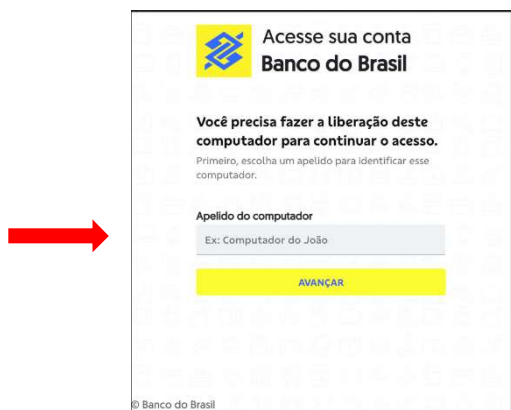 Acesse sua conta
Banco do Brasil
Você precisa fazer a liberação deste
computador para continuar o acesso.
Primeiro, escolha um apelido para identificar esse
computador.
Apelido do computador
Ex: Computador do João
AVANÇAR
© Banco do Brasil